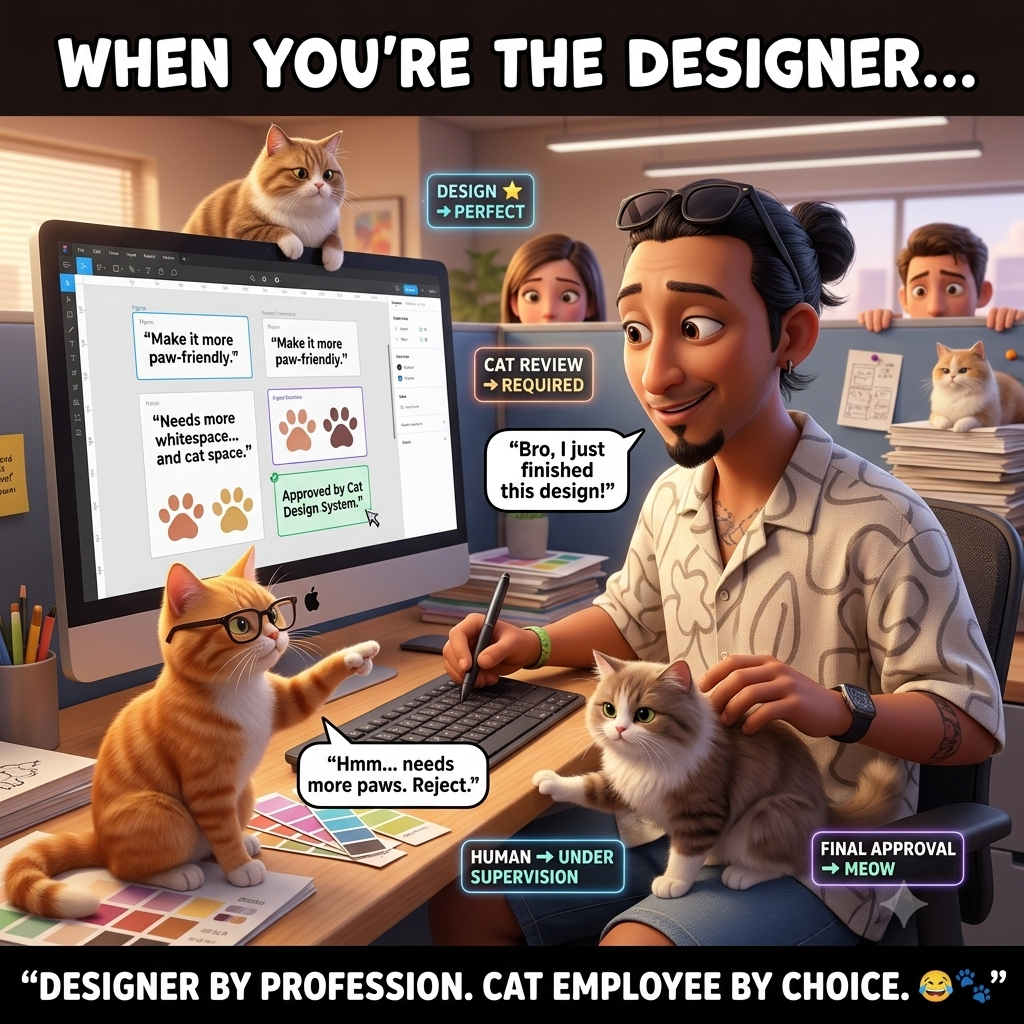 WHEN YOU'RE THE DESIGNER...
DESIGN ⭐
→ PERFECT
"Make it more
paw-friendly."
"Make it more
paw-friendly."
"Needs more
whitespace...
and cat space."
Approved by Cat
Design System."
CAT REVIEW
→ REQUIRED
"Bro, I just
finished
this design!"
"Hmm... needs
more paws. Reject."
HUMAN → UNDER
SUPERVISION
FINAL APPROVAL
→ MEOW
"DESIGNER BY PROFESSION. CAT EMPLOYEE BY CHOICE. 😂🐾"